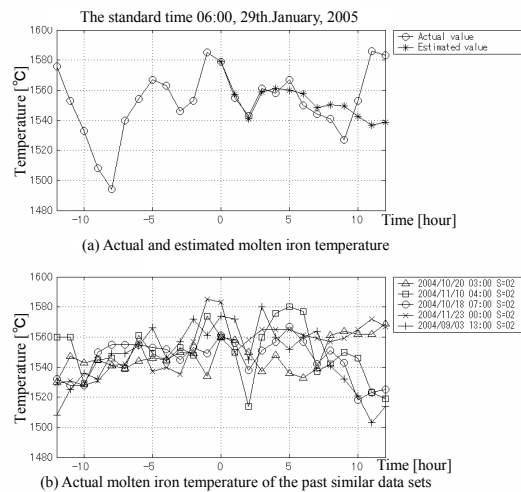 The standard time 06:00, 29th.January, 2005
1600
1580
1560
1540
1520
1500
1480
Temperature [℃]
-10
-5
0
5
10
Time [hour]
Actual value
Estimated value
(a) Actual and estimated molten iron temperature
1600
1580
1560
1540
1520
1500
1480
Temperature [℃]
-10
-5
0
5
10
Time [hour]
2004/10/20 03:00 S=02
2004/11/10 04:00 S=02
2004/10/18 07:00 S=02
2004/11/23 00:00 S=02
2004/09/03 13:00 S=02
(b) Actual molten iron temperature of the past similar data sets